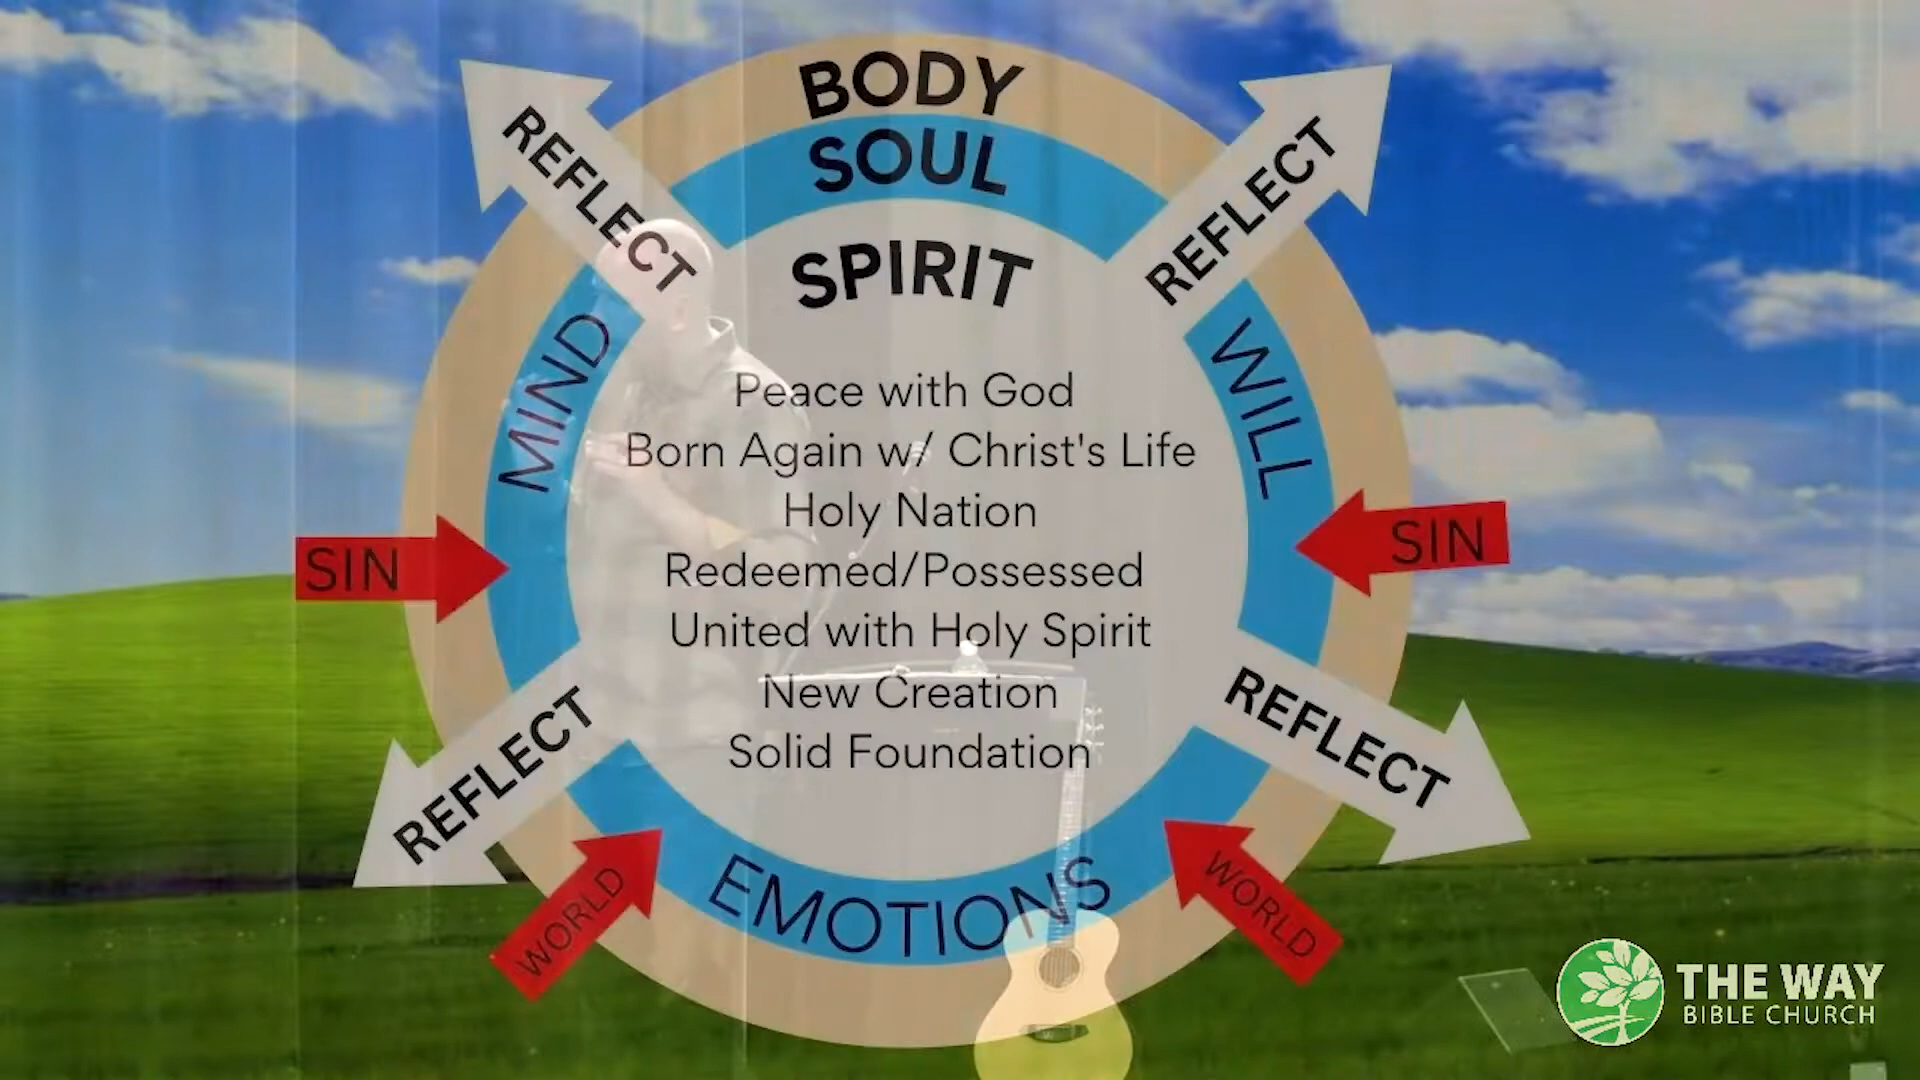 BODY
SOUL
SPIRIT
REFLECT
REFLECT
MIND
WILL
Peace with God
Born Again w/ Christ's Life
Holy Nation
Redeemed/Possessed
United with Holy Spirit
New Creation
Solid Foundation
SIN
SIN
REFLECT
REFLECT
WORLD
EMOTIONS
WORLD
THE WAY
BIBLE CHURCH